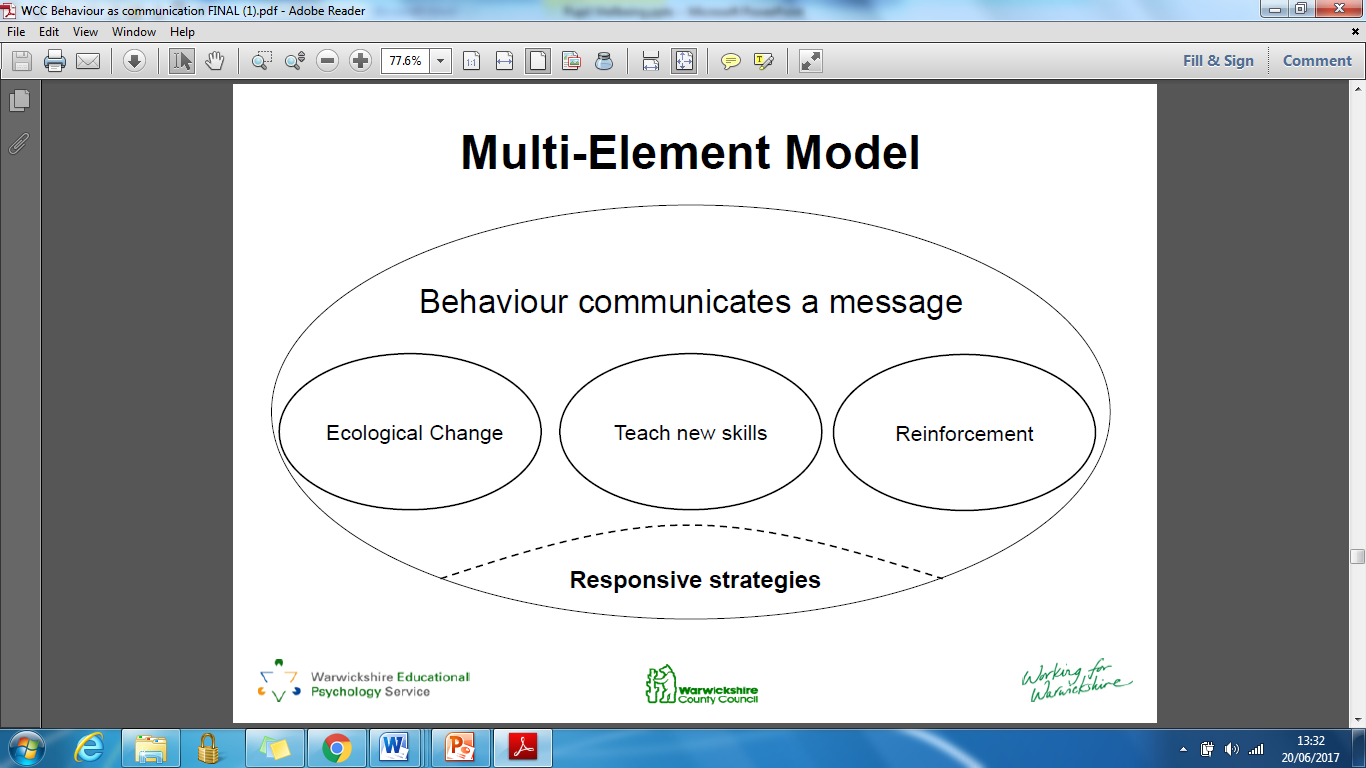 WCC Behaviour as communication FINAL (1).pdf - Adobe Reader
File Edit View Window Help
77.6% Fill & Sign Comment
Multi-Element Model
Behaviour communicates a message
Ecological Change Teach new skills Reinforcement
Responsive strategies
Warwickshire Educational
Psychology Service
Warwickshire
County Council
Working for
Warwickshire
13:32
20/06/2017